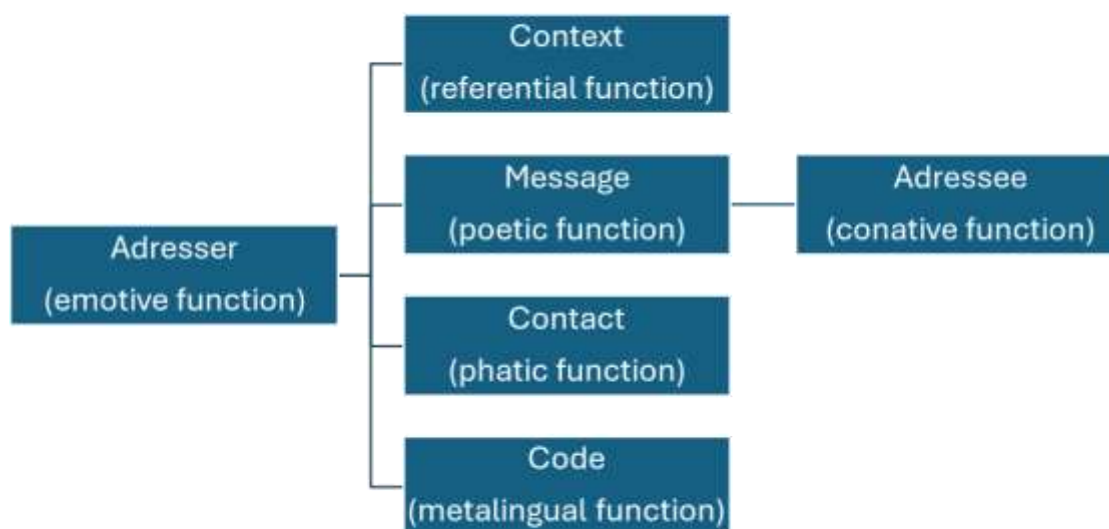 Context
(referential function)
Message
(poetic function)
Adressee
(conative function)
Adresser
(emotive function)
Contact
(phatic function)
Code
(metalingual function)